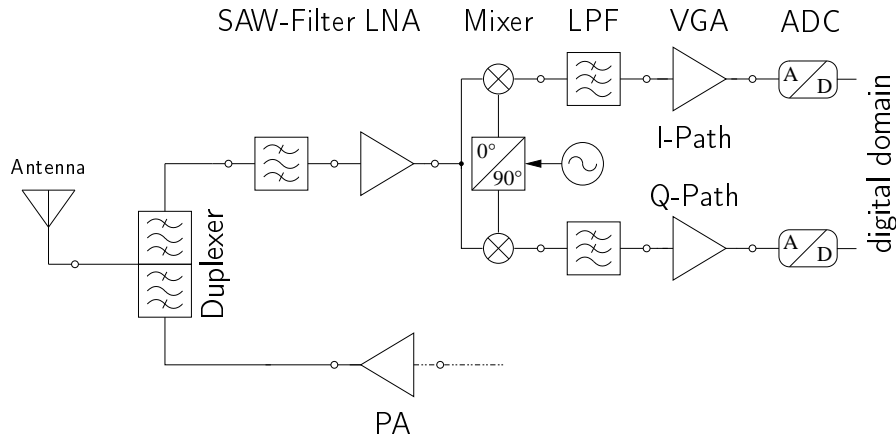 SAW-Filter LNA Mixer LPF VGA ADC
A D
I-Path
0°
90°
Antenna
Q-Path
Duplexer
A D
digital domain
PA